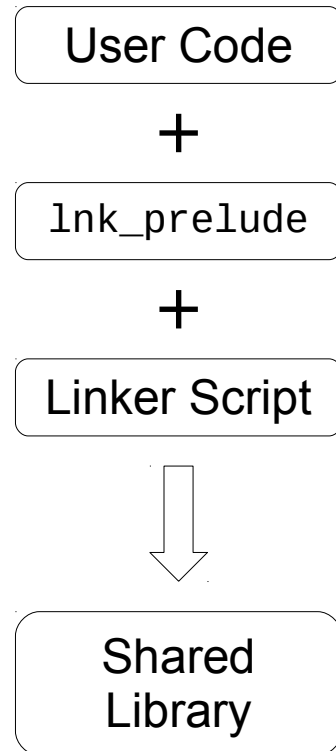 User Code
+
lnk_prelude
+
Linker Script
Shared
Library